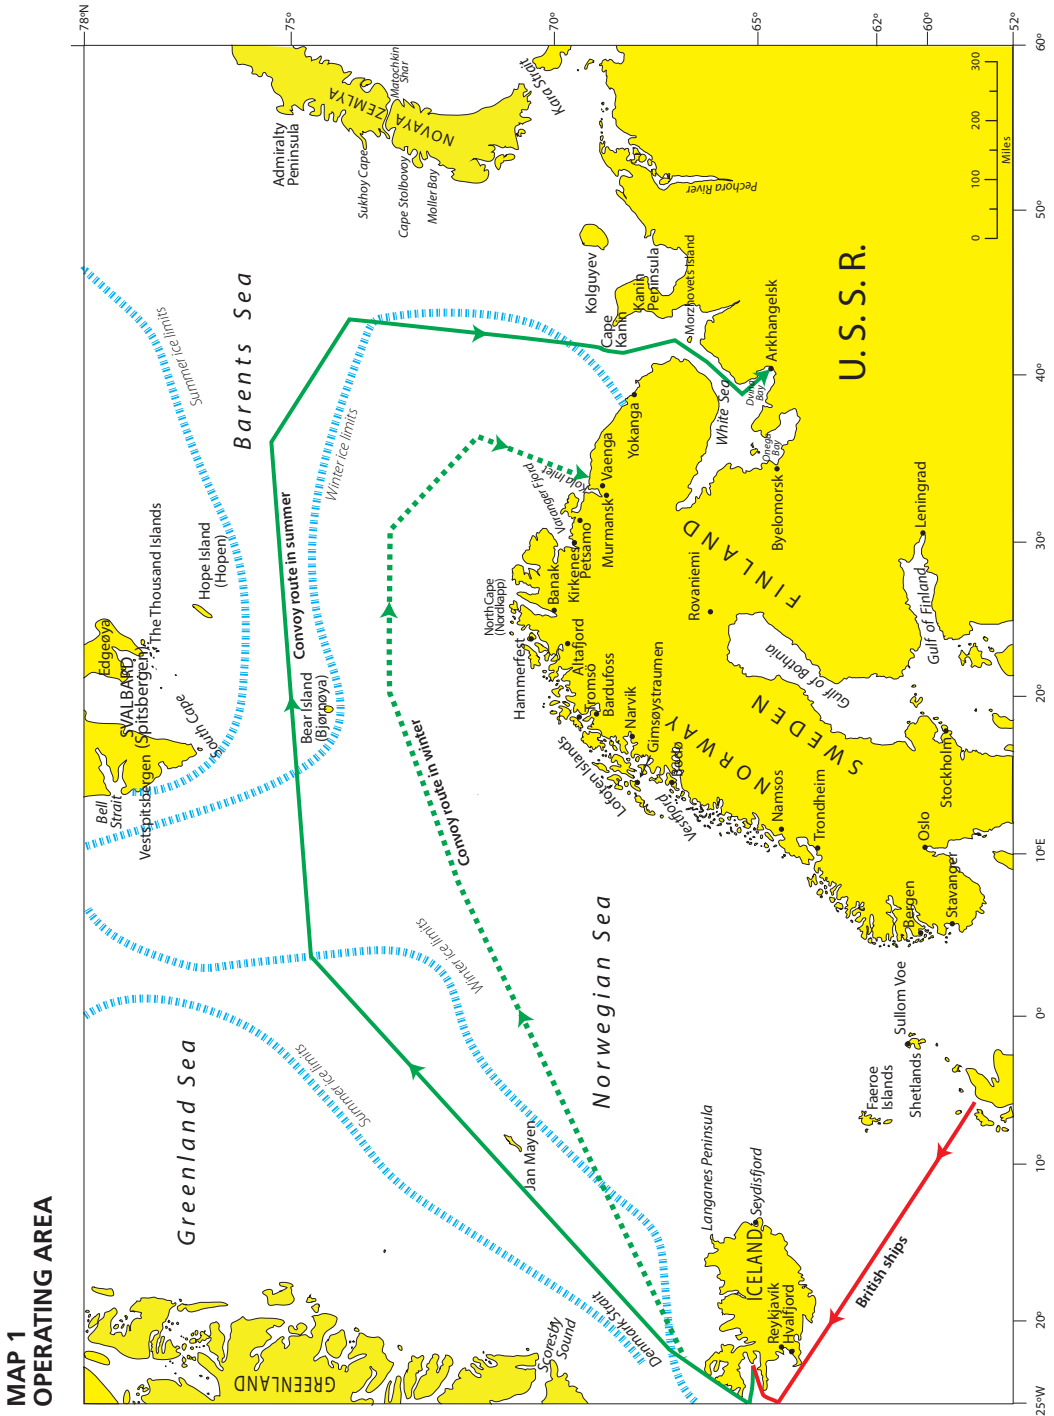 MAP 1
OPERATING AREA
78°N
75°
70°
65°
62°
60°
52°
60°
50°
40°
30°
20°
10°E
0°
10°
20°
25°W
Miles
0
100
200
300
Greenland Sea
Barents Sea
Norwegian Sea
White Sea
GREENLAND
Scoresby
Sound
Denmark Strait
ICELAND
Reykjavik
Hvalfjord
Langanes Peninsula
Seydisfjord
Jan Mayen
British ships
Faeroe
Islands
Shetlands
Sullom Voe
Summer ice limits
Winter ice limits
Summer ice limits
Winter ice limits
Convoy route in summer
Convoy route in winter
Bell
Strait
Vestspitsbergen
SVALBARD
(Spitsbergen)
Edgeøya
The Thousand Islands
South Cape
Hope Island
(Hopen)
Bear Island
(Bjørnøya)
Admiralty
Peninsula
Sukhoy Cape
Cape Stolbovoy
Moller Bay
Matochkin
Shar
NOVAYA
ZEMLYA
Kara Strait
Pechora River
Kolguyev
Cape
Kanin
Kanin
Peninsula
Morzhovets Island
Arkhangelsk
Dvina
Bay
Onega
Bay
Byelomorsk
Yokanga
Vaenga
Murmansk
Kola Inlet
Varanger Fjord
Petsamo
Kirkenes
Banak
North Cape
(Nordkapp)
Hammerfest
Altafjord
Tromsö
Bardufoss
Narvik
Gimsøystraumen
Lofoten Islands
Vestfjord
Bodø
Namsos
Trondheim
Bergen
Stavanger
Oslo
Stockholm
Rovaniemi
Gulf of Bothnia
Gulf of Finland
Leningrad
NORWAY
SWEDEN
FINLAND
U.S.S.R.